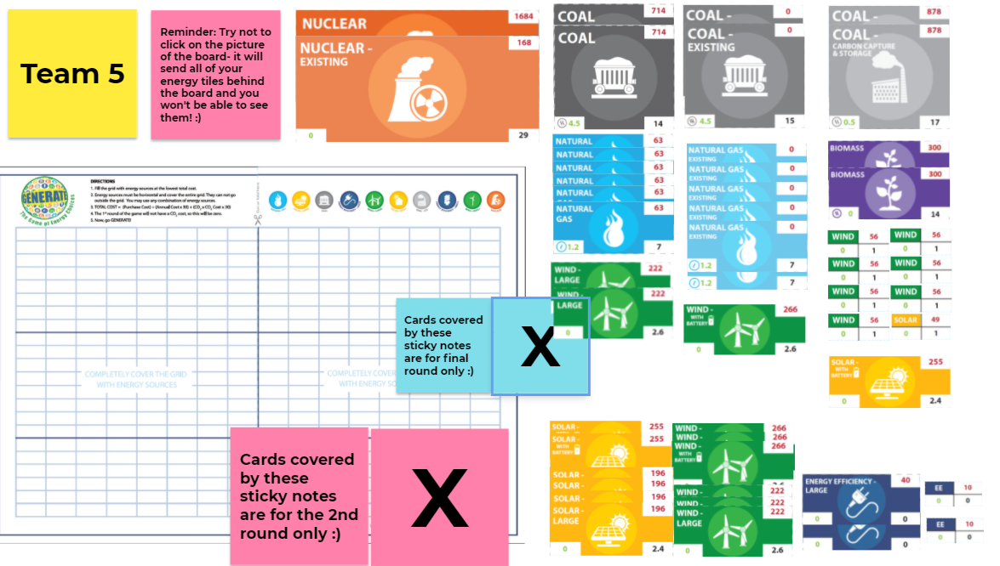 Team 5
Reminder: Try not to
click on the picture
of the board- it will
send all of your
energy tiles behind
the board and you
won't be able to see
them! :)
NUCLEAR
1684
NUCLEAR -
EXISTING
168
0
29
COAL
714
COAL
714
4.5
14
COAL -
0
COAL -
EXISTING
0
4.5
15
COAL -
878
COAL -
CARBON CAPTURE
& STORAGE
878
0.5
17
GENERATE
The Game of Energy Choices
DIRECTIONS
1. Fill the grid with energy sources at the lowest total cost.
2. Energy sources must be horizontal and cover the entire grid. They can not go
outside the grid. You may use any combination of energy sources.
3. TOTAL COST = (Purchase Cost) + (Annual Cost x 30) + (CO2 x CO2 Cost x 30)
4. The 1st round of the game will not have a CO2 cost, so this will be zero.
5. Now, go GENERATE!
COMPLETELY COVER THE GRID
WITH ENERGY SOURCES
COMPLETELY COVER
WITH ENERGY
Cards covered
by these
sticky notes
are for final
round only :)
X
Cards covered
by these
sticky notes
are for the 2nd
round only :)
X
NATURAL
63
NATURAL
63
NATURAL
63
NATURAL
63
NATURAL
63
NATURAL
GAS
63
1.2
7
NATURAL GAS
EXISTING
0
NATURAL GAS
EXISTING
0
NATURAL GAS
EXISTING
0
NATURAL GAS
EXISTING
0
NATURAL GAS
EXISTING
0
1.2
7
1.2
7
BIOMASS
300
BIOMASS
300
0
14
WIND
56
0
1
WIND
56
0
1
WIND
56
0
1
WIND
56
0
1
WIND
56
0
1
WIND
56
0
1
WIND
56
0
1
SOLAR
49
0
1
WIND -
LARGE
222
WIND -
LARGE
222
0
2.6
WIND -
WITH
BATTERY
266
0
2.6
SOLAR -
WITH
BATTERY
255
0
2.4
SOLAR -
255
SOLAR -
WITH
BATTERY
255
SOLAR -
196
SOLAR -
196
SOLAR -
196
SOLAR -
LARGE
196
0
2.4
WIND -
266
WIND -
266
WIND -
WITH
BATTERY
266
WIND -
222
WIND -
222
WIND -
LARGE
222
0
2.6
ENERGY EFFICIENCY -
LARGE
40
0
0
0
0
EE
10
0
0
EE
10
0
0